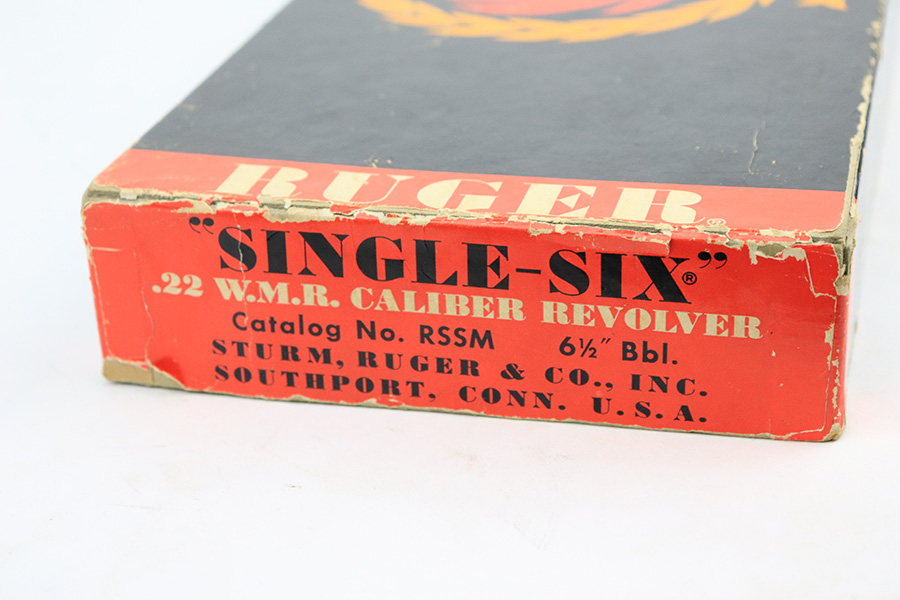 RUGER®
"SINGLE-SIX"®
.22 W.M.R. CALIBER REVOLVER
Catalog No. RSSM 6½" Bbl.
STURM, RUGER & CO., INC.
SOUTHPORT, CONN. U.S.A.